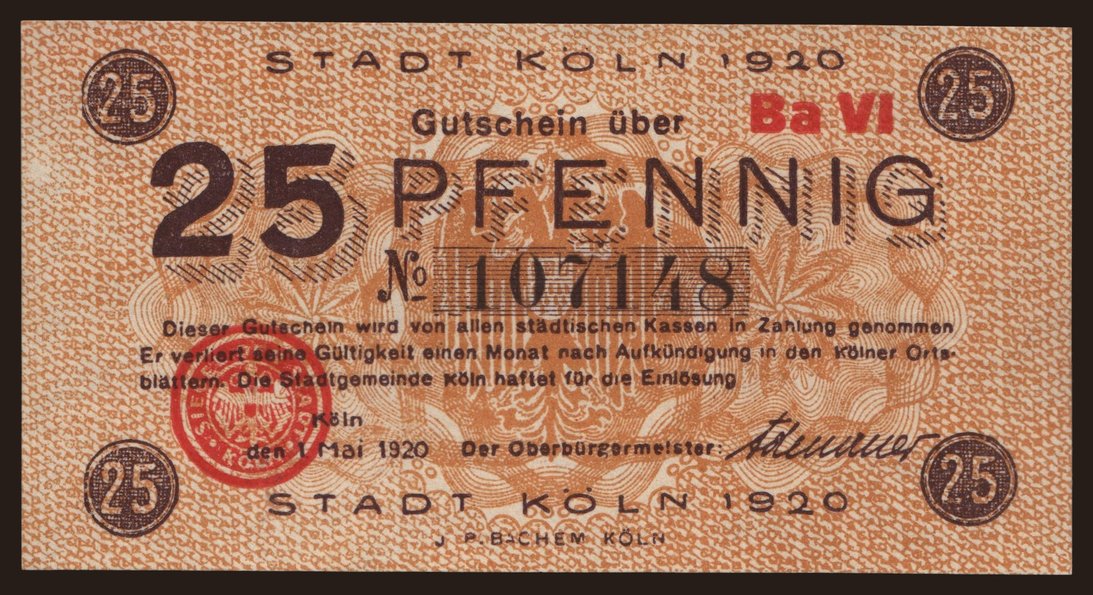 25 STADT KÖLN 1920 25
Gutschein über Ba VI
25 PFENNIG
No 107148
Dieser Gutschein wird von allen städtischen Kassen in Zahlung genommen
Er verliert seine Gültigkeit einen Monat nach Aufkündigung in den Kölner Orts-
blättern. Die Stadtgemeinde Köln haftet für die Einlösung
Köln
den 1 Mai 1920 Der Oberbürgermeister:
KÖLN
25 STADT KÖLN 1920 25
J. P. BACHEM KÖLN